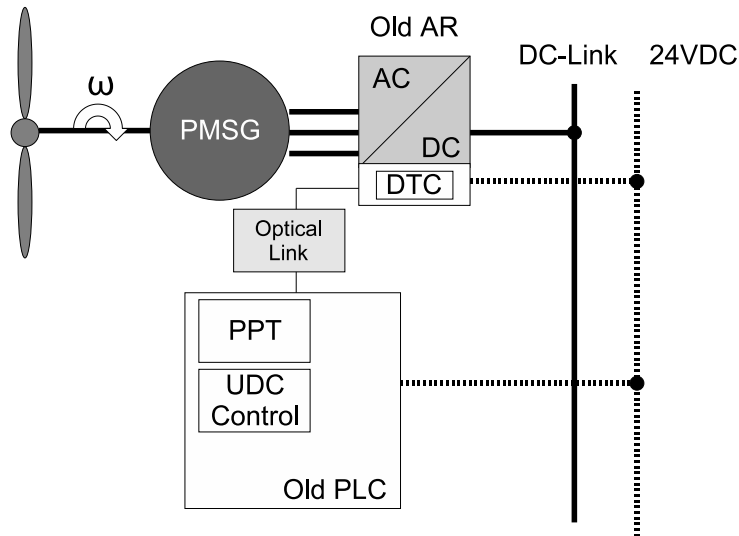 Old AR
DC-Link
24VDC
ω
AC
PMSG
DC
DTC
Optical
Link
PPT
UDC
Control
Old PLC